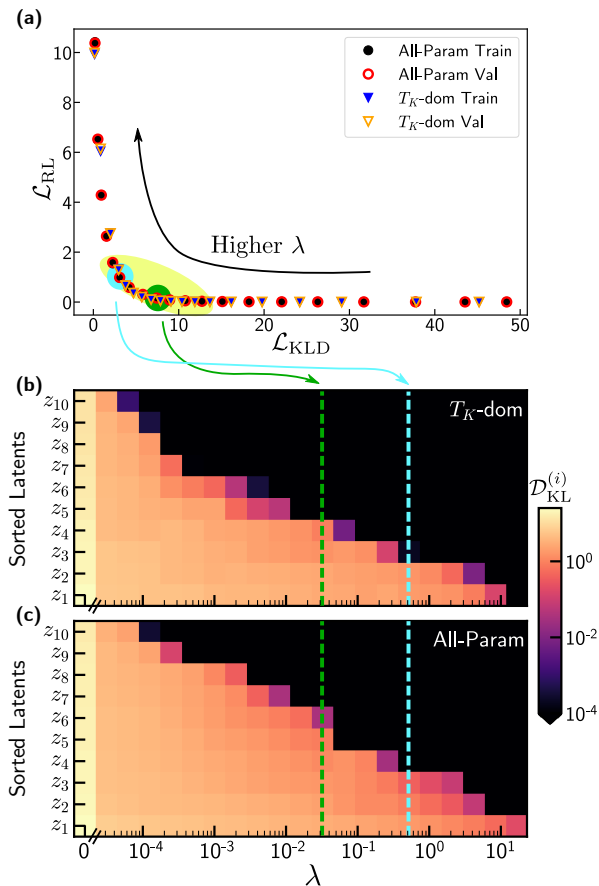 (a)
10
8
6
4
2
0
ℒ_RL
All-Param Train
All-Param Val
T_K-dom Train
T_K-dom Val
Higher λ
0 10 20 30 40 50
ℒ_KLD
(b)
T_K-dom
Sorted Latents
z_10
z_9
z_8
z_7
z_6
z_5
z_4
z_3
z_2
z_1
𝒟_KL^(i)
10^0
10^-2
10^-4
(c)
All-Param
Sorted Latents
z_10
z_9
z_8
z_7
z_6
z_5
z_4
z_3
z_2
z_1
0 10^-4 10^-3 10^-2 10^-1 10^0 10^1
λ